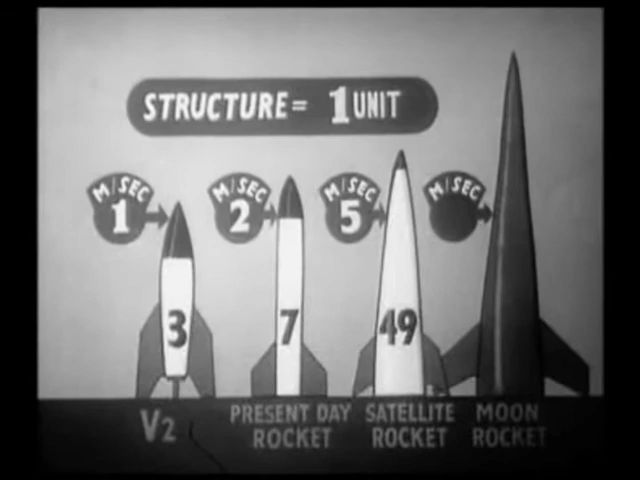 STRUCTURE = 1 UNIT
M/SEC
1
M/SEC
2
M/SEC
5
M/SEC
3
7
49
V2
PRESENT DAY
ROCKET
SATELLITE
ROCKET
MOON
ROCKET